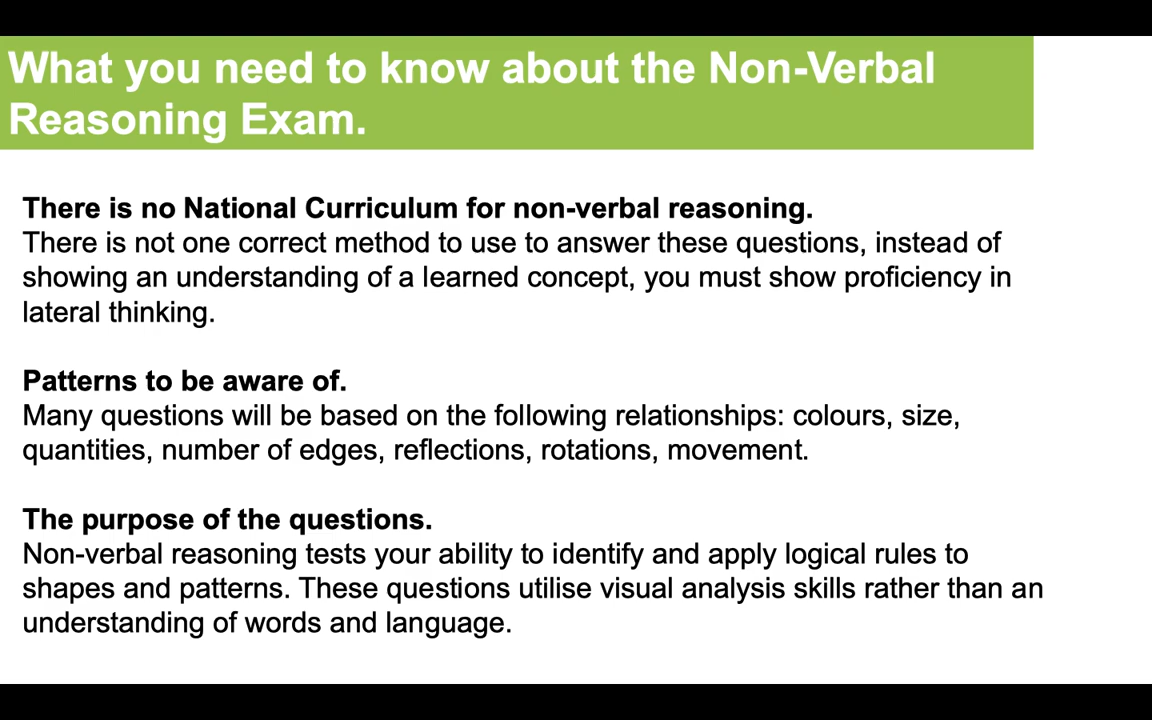 What you need to know about the Non-Verbal
Reasoning Exam.
There is no National Curriculum for non-verbal reasoning.
There is not one correct method to use to answer these questions, instead of
showing an understanding of a learned concept, you must show proficiency in
lateral thinking.
Patterns to be aware of.
Many questions will be based on the following relationships: colours, size,
quantities, number of edges, reflections, rotations, movement.
The purpose of the questions.
Non-verbal reasoning tests your ability to identify and apply logical rules to
shapes and patterns. These questions utilise visual analysis skills rather than an
understanding of words and language.